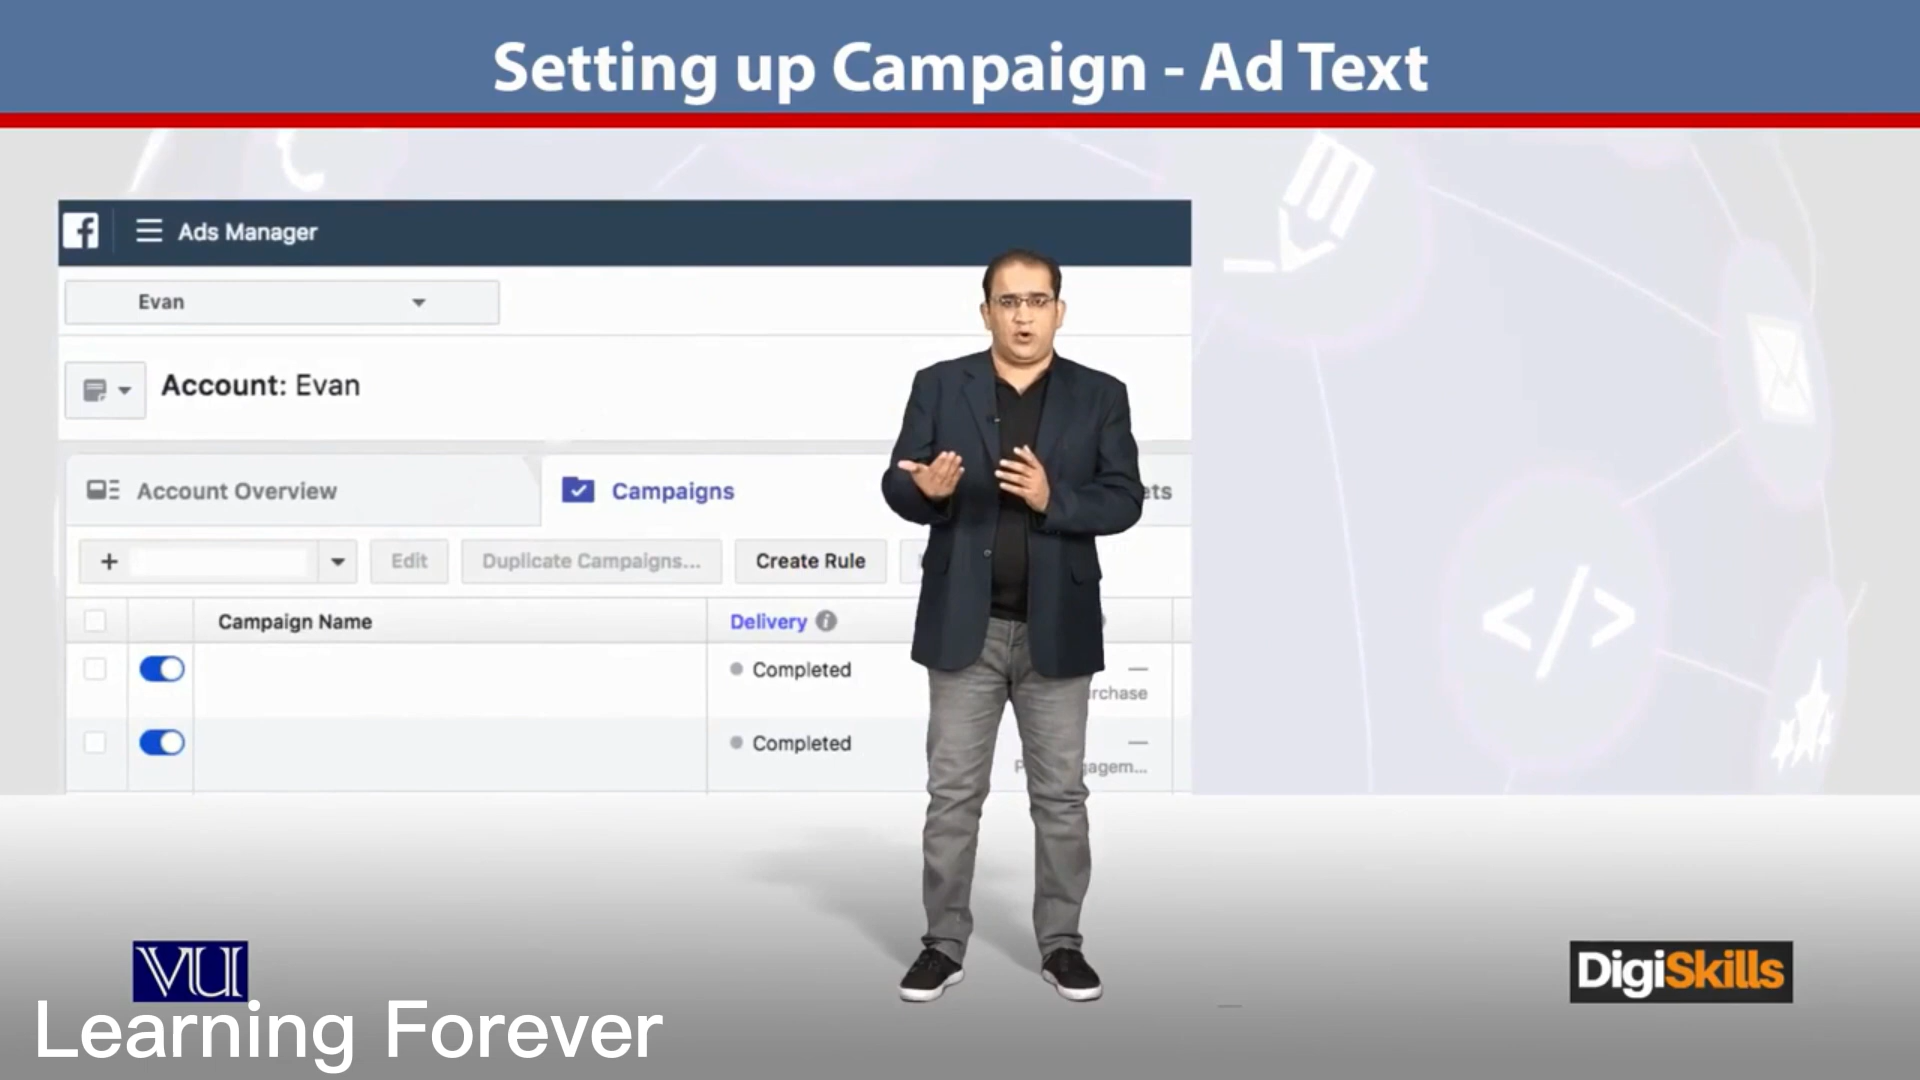 Setting up Campaign - Ad Text
Ads Manager
Evan
Account: Evan
Account Overview
Campaigns
+
Edit
Duplicate Campaigns...
Create Rule
Campaign Name
Delivery
Completed
Completed
VU
DigiSkills
Learning Forever